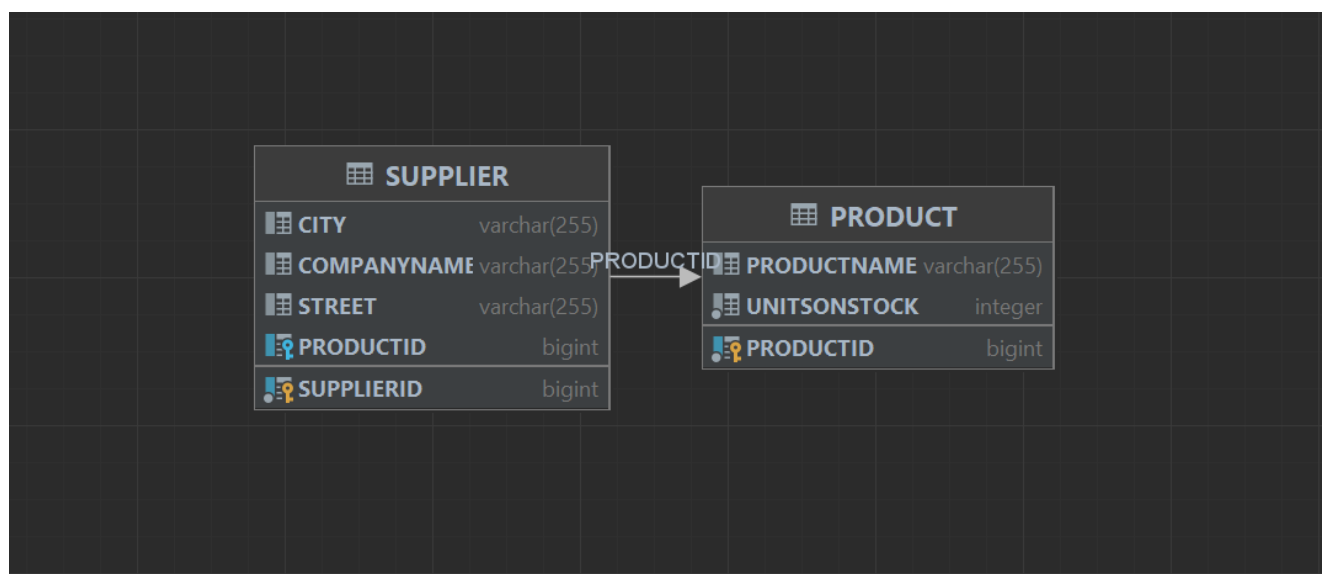 SUPPLIER
CITY varchar(255)
COMPANYNAME varchar(255)
STREET varchar(255)
PRODUCTID bigint
SUPPLIERID bigint
PRODUCTID
PRODUCT
PRODUCTNAME varchar(255)
UNITSONSTOCK integer
PRODUCTID bigint